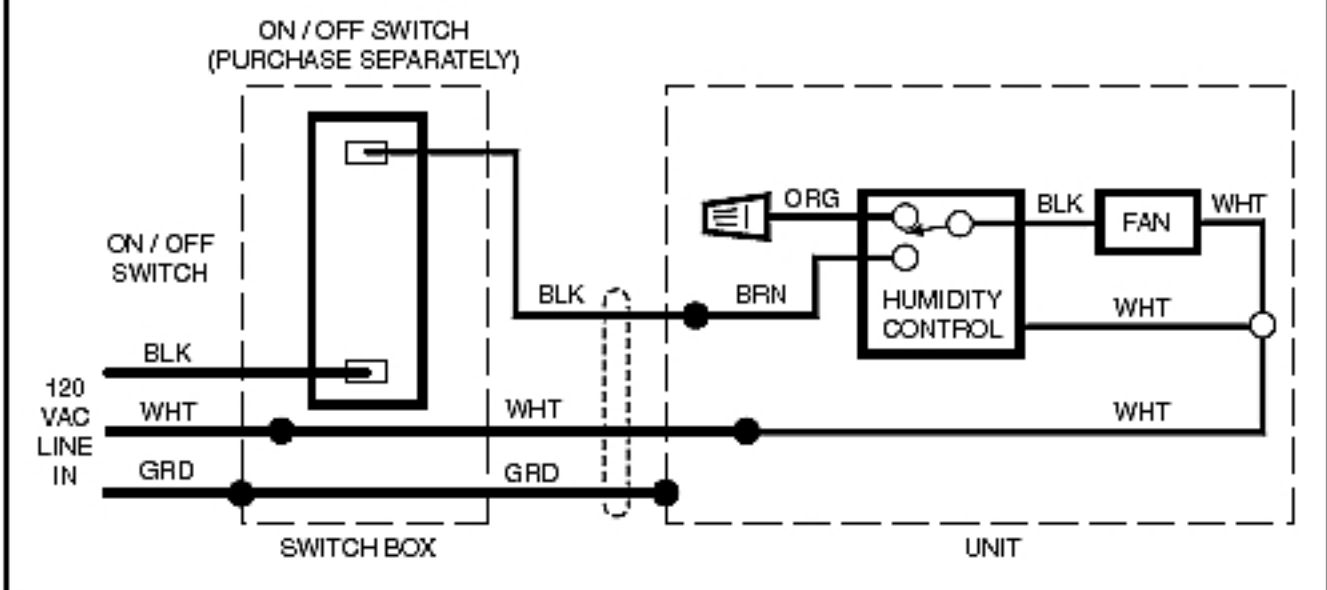 ON / OFF SWITCH
(PURCHASE SEPARATELY)
ON / OFF
SWITCH
ORG
BLK
FAN
WHT
BLK
BRN
HUMIDITY
CONTROL
WHT
BLK
120
VAC
LINE
IN
WHT
WHT
WHT
GRD
GRD
SWITCH BOX
UNIT